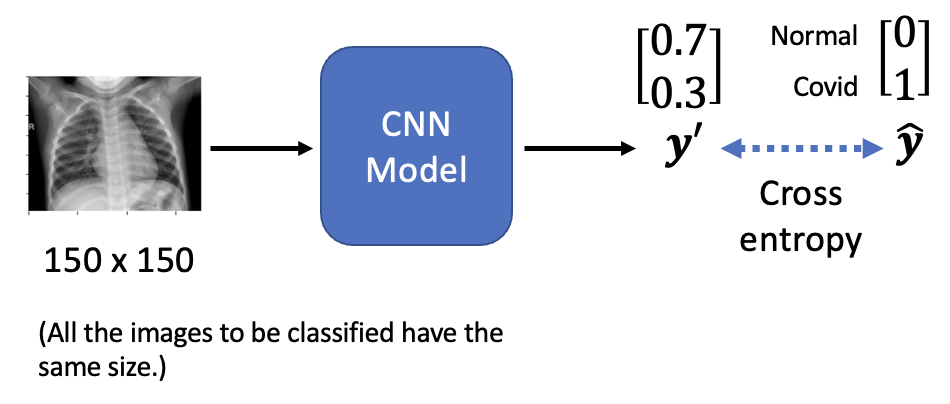 [0.7
0.3]
Normal
Covid
[0
1]
CNN
Model
R
y′
ŷ
Cross
entropy
150 x 150
(All the images to be classified have the
same size.)